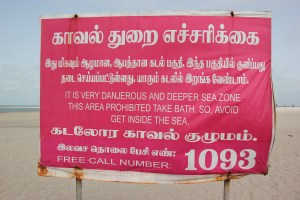 காவல் துறை எச்சரிக்கை
இது மிகவும் ஆழமான, ஆபத்தான கடல் பகுதி. இந்த பகுதியில் குளிப்பது
தடை செய்யப்பட்டுள்ளது. யாரும் கடலில் இறங்க வேண்டாம்.
IT IS VERY DANJEROUS AND DEEPER SEA ZONE
THIS AREA PROHIBITED TAKE BATH. SO, AVOID
GET INSIDE THE SEA.
கடலோர காவல் குழுமம்.
இலவச தொலை பேசி எண்:
FREE CALL NUMBER: 1093